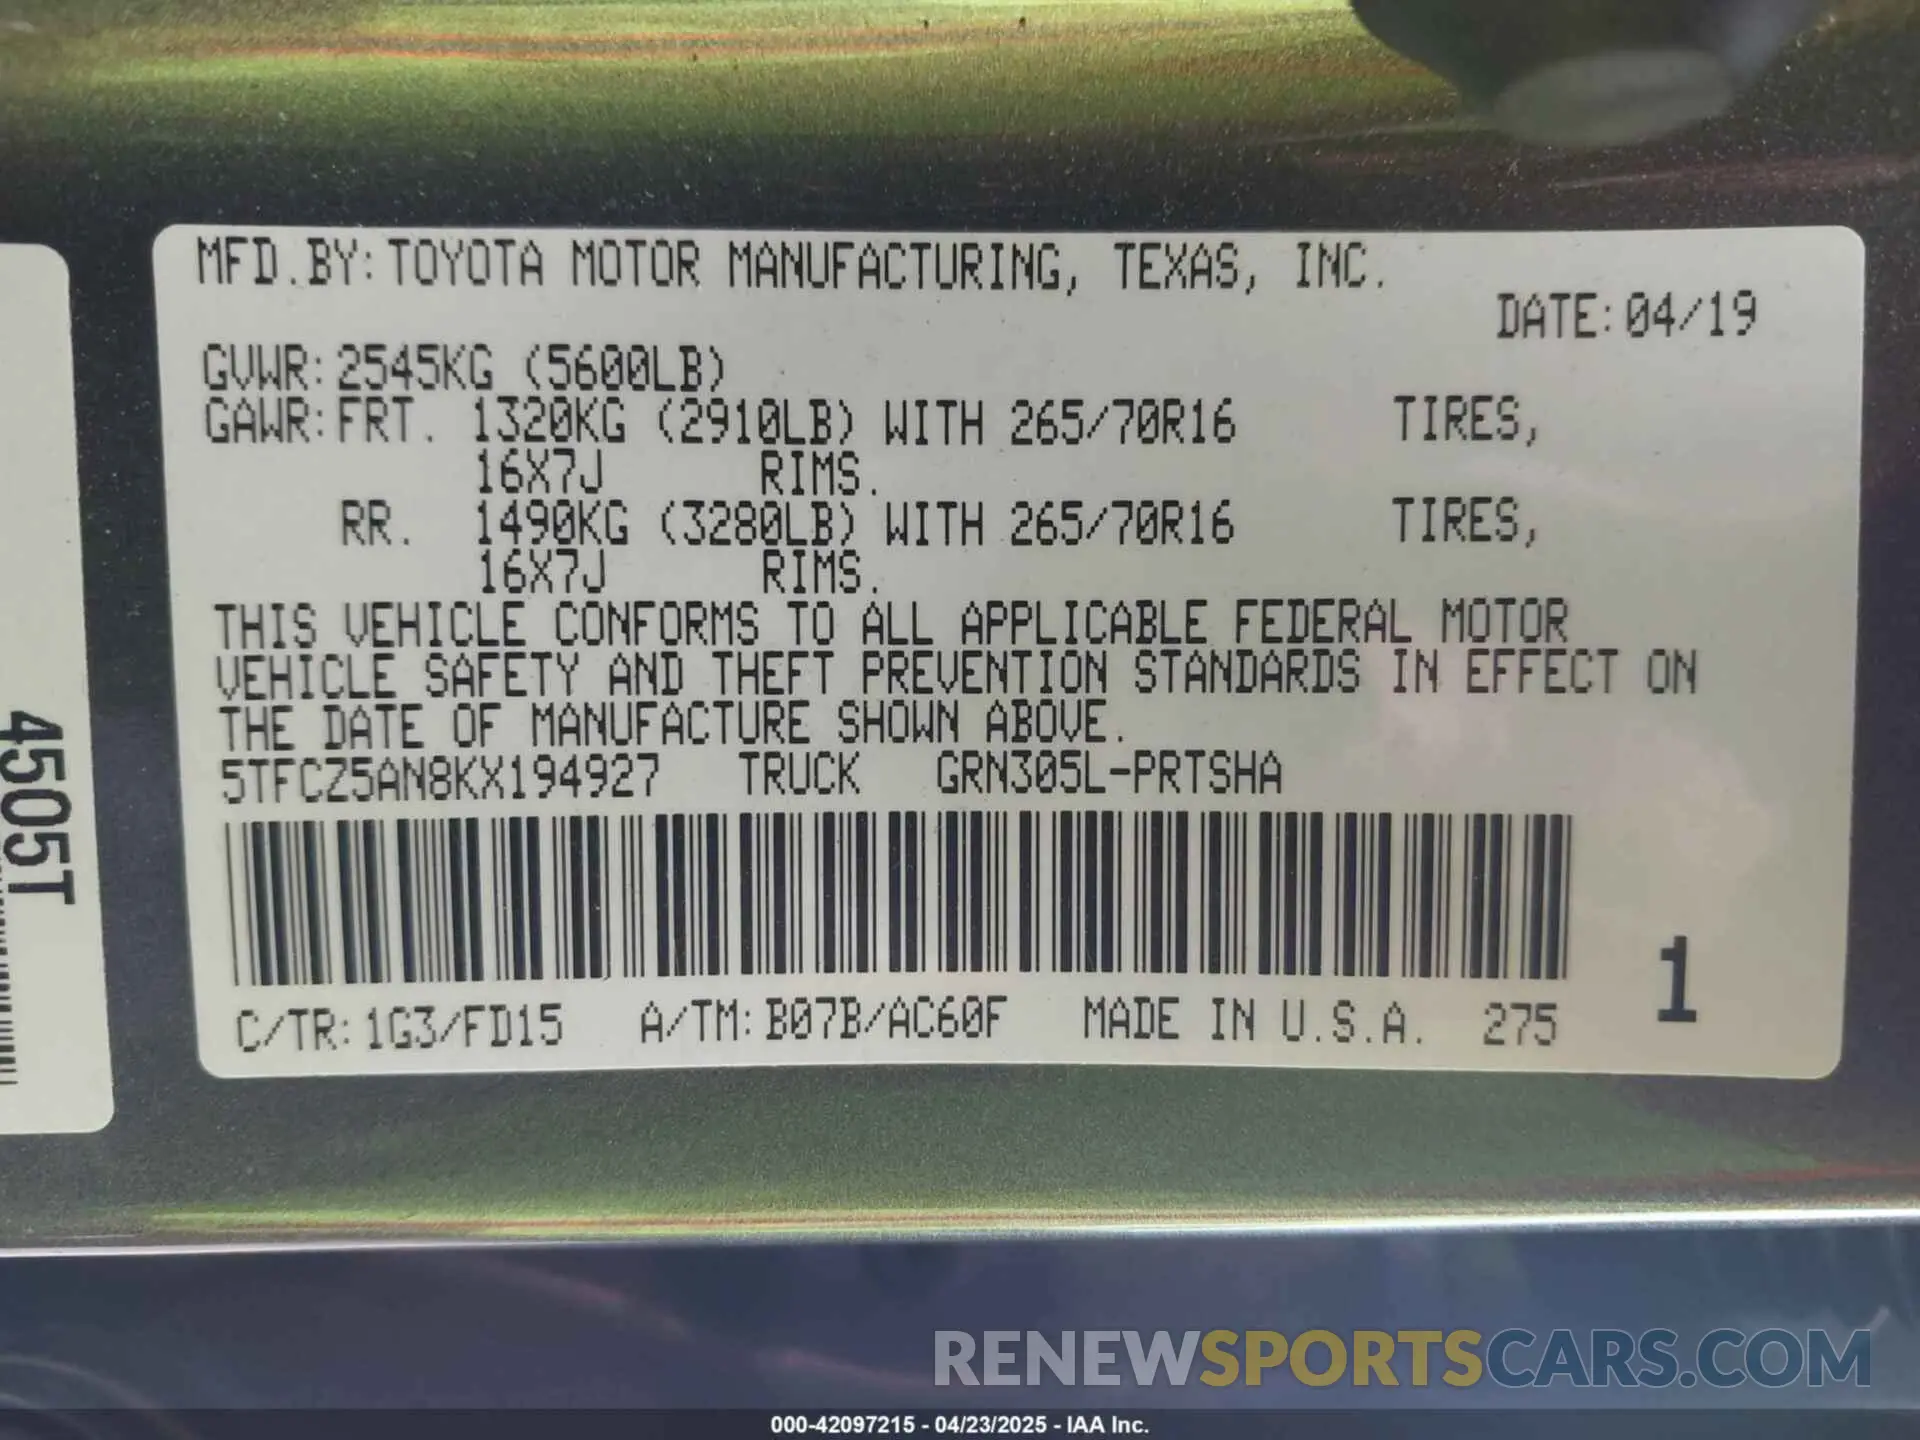 MFD.BY:TOYOTA MOTOR MANUFACTURING, TEXAS, INC.
DATE:04/19
GVWR:2545KG (5600LB)
GAWR:FRT. 1320KG (2910LB) WITH 265/70R16 TIRES,
16X7J RIMS.
RR. 1490KG (3280LB) WITH 265/70R16 TIRES,
16X7J RIMS.
THIS VEHICLE CONFORMS TO ALL APPLICABLE FEDERAL MOTOR
VEHICLE SAFETY AND THEFT PREVENTION STANDARDS IN EFFECT ON
THE DATE OF MANUFACTURE SHOWN ABOVE.
5TFCZ5AN8KX194927 TRUCK GRN305L-PRTSHA
C/TR:1G3/FD15 A/TM:B07B/AC60F MADE IN U.S.A. 275
1
4505T
RENEWSPORTSCARS.COM
000-42097215 - 04/23/2025 - IAA Inc.